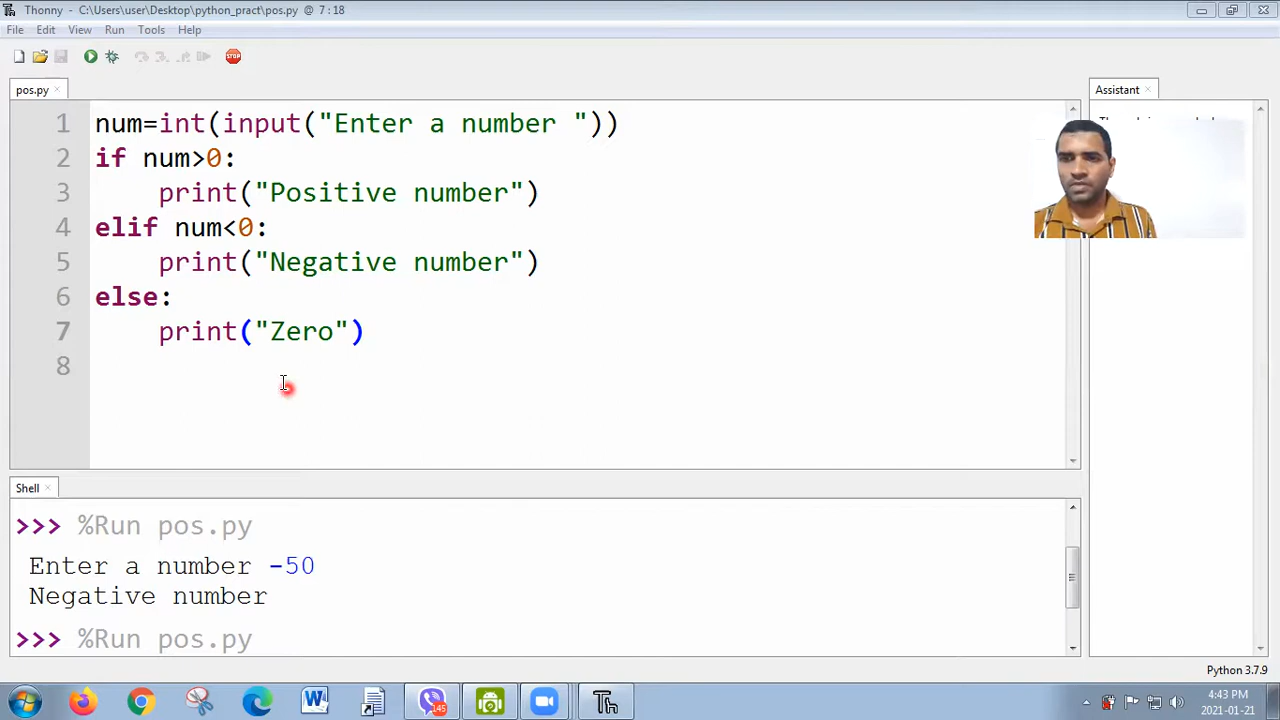 Thonny - C:\Users\user\Desktop\python_pract\pos.py @ 7:18
File Edit View Run Tools Help
STOP
pos.py
Assistant
1 num=int(input("Enter a number "))
2 if num>0:
3 print("Positive number")
4 elif num<0:
5 print("Negative number")
6 else:
7 print("Zero")
8
Shell
>>> %Run pos.py
Enter a number -50
Negative number
>>> %Run pos.py
Python 3.7.9
145
4:43 PM
2021-01-21